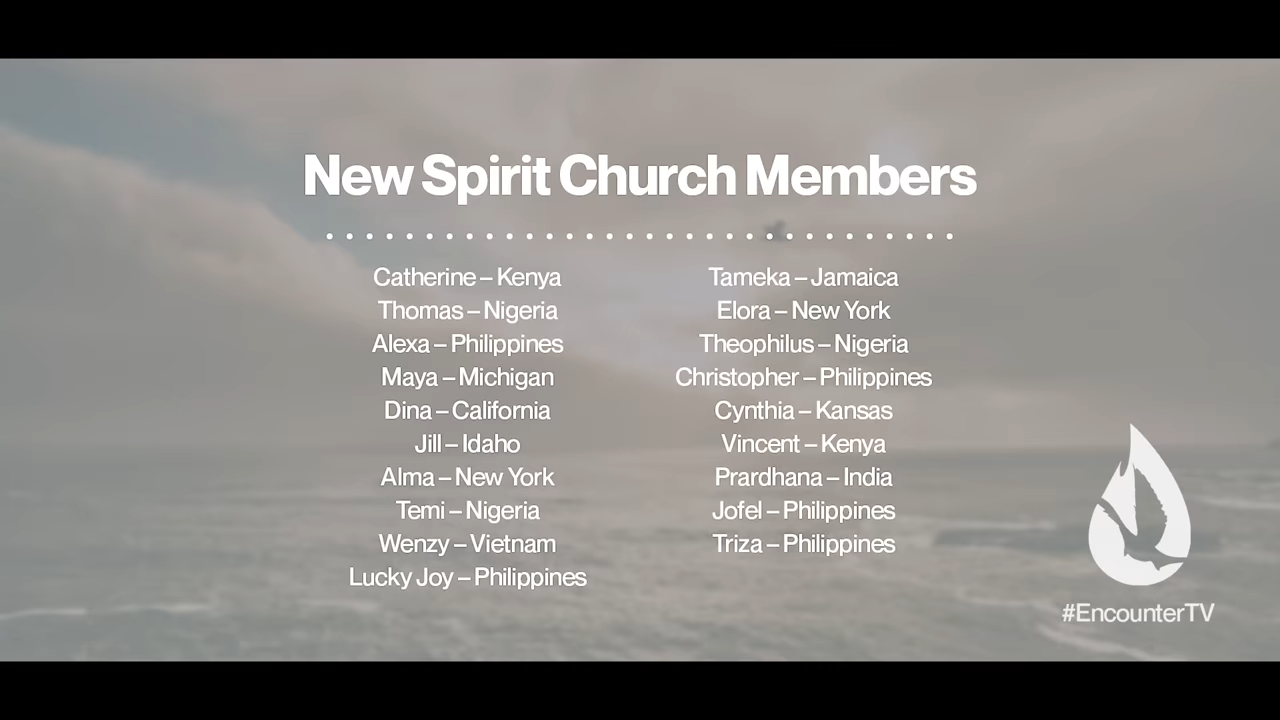 New Spirit Church Members
Catherine – Kenya
Thomas – Nigeria
Alexa – Philippines
Maya – Michigan
Dina – California
Jill – Idaho
Alma – New York
Temi – Nigeria
Wenzy – Vietnam
Lucky Joy – Philippines
Tameka – Jamaica
Elora – New York
Theophilus – Nigeria
Christopher – Philippines
Cynthia – Kansas
Vincent – Kenya
Prardhana – India
Jofel – Philippines
Triza – Philippines
#EncounterTV